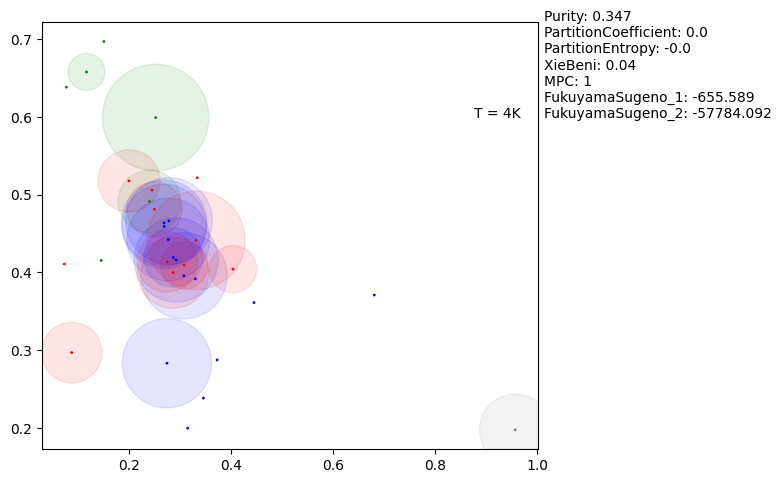 Purity: 0.347
PartitionCoefficient: 0.0
PartitionEntropy: -0.0
XieBeni: 0.04
MPC: 1
FukuyamaSugeno_1: -655.589
FukuyamaSugeno_2: -57784.092
T = 4K
0.7
0.6
0.5
0.4
0.3
0.2
0.2 0.4 0.6 0.8 1.0